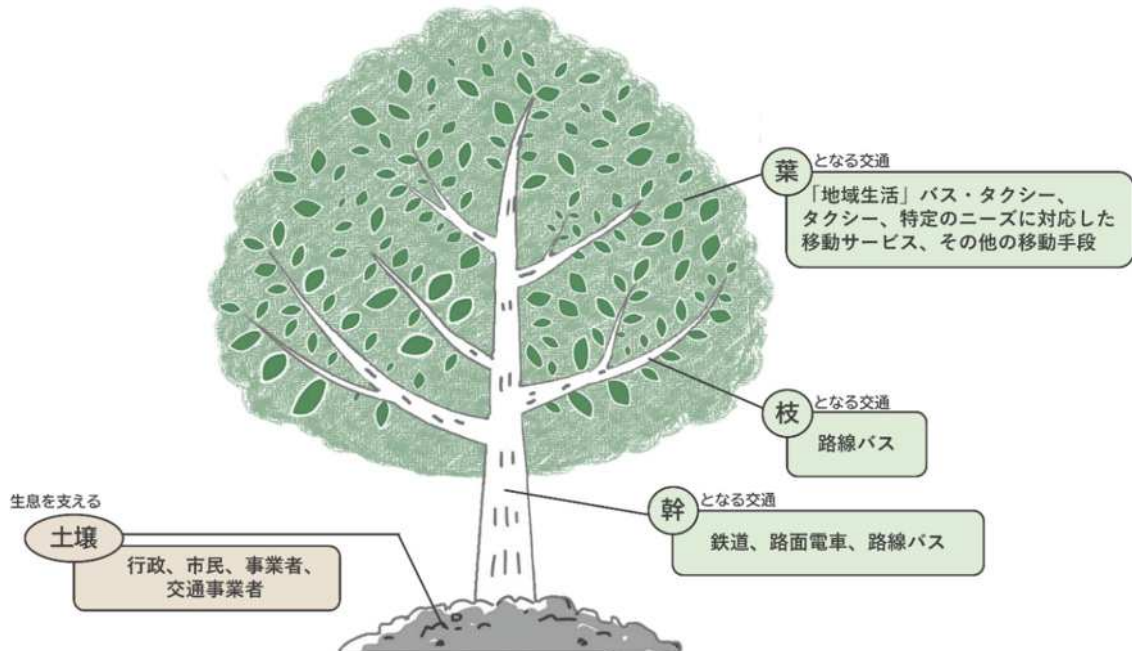 葉
となる交通
「地域生活」バス・タクシー、
タクシー、特定のニーズに対応した
移動サービス、その他の移動手段
枝
となる交通
路線バス
幹
となる交通
鉄道、路面電車、路線バス
生息を支える
土壌
行政、市民、事業者、
交通事業者